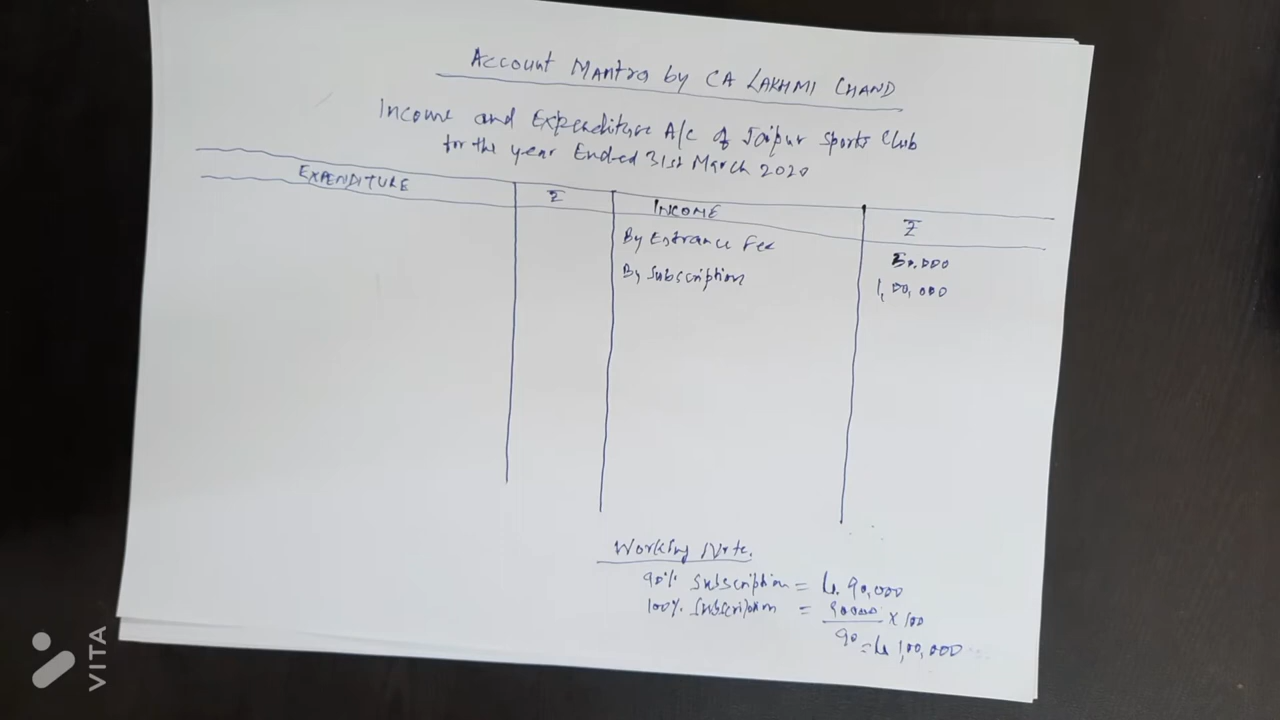 Account Mantra by CA LAKHMI CHAND
Income and Expenditure A/c of Jaipur Sports Club
for the year Ended 31st March 2020
EXPENDITURE ₹ INCOME ₹
By Entrance Fee 50,000
By Subscription 1,00,000
Working Note.
90% Subscription = Rs. 90,000
100% Subscription = 90000 × 100
90
= Rs 1,00,000
VITA